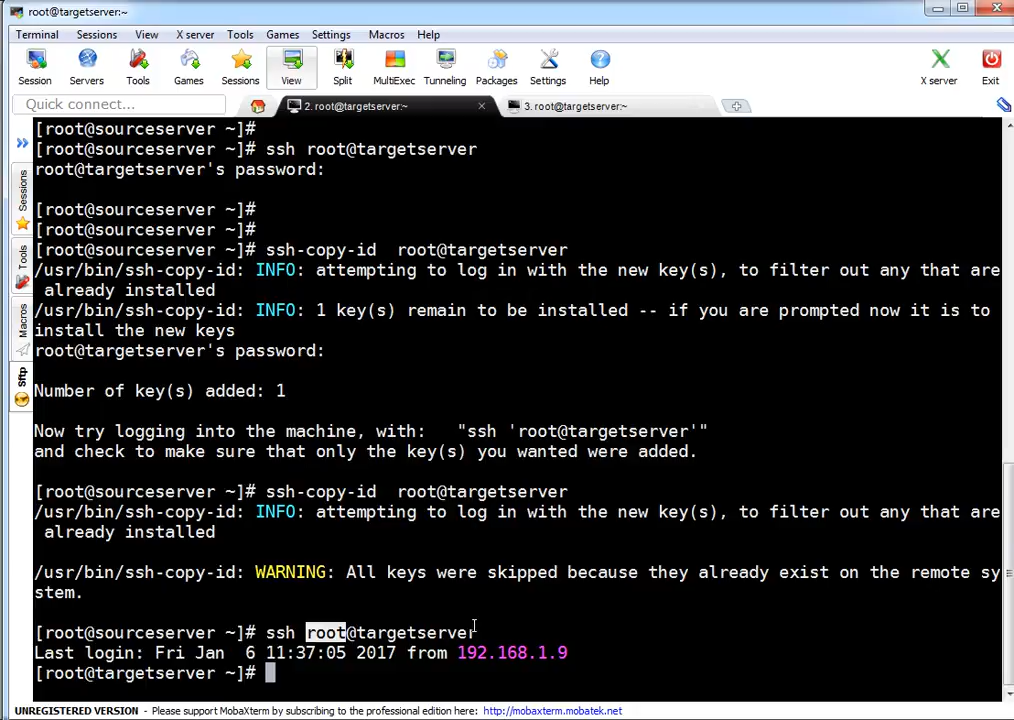 root@targetserver:~
Terminal Sessions View X server Tools Games Settings Macros Help
Session Servers Tools Games Sessions View Split MultiExec Tunneling Packages Settings Help X server Exit
Quick connect...
2. root@targetserver:~
3. root@targetserver:~
Sessions
Tools
Macros
Sftp
[root@sourceserver ~]#
[root@sourceserver ~]# ssh root@targetserver
root@targetserver's password:
[root@sourceserver ~]#
[root@sourceserver ~]#
[root@sourceserver ~]# ssh-copy-id  root@targetserver
/usr/bin/ssh-copy-id: INFO: attempting to log in with the new key(s), to filter out any that are
 already installed
/usr/bin/ssh-copy-id: INFO: 1 key(s) remain to be installed -- if you are prompted now it is to
install the new keys
root@targetserver's password:
Number of key(s) added: 1
Now try logging into the machine, with:   "ssh 'root@targetserver'"
and check to make sure that only the key(s) you wanted were added.
[root@sourceserver ~]# ssh-copy-id  root@targetserver
/usr/bin/ssh-copy-id: INFO: attempting to log in with the new key(s), to filter out any that are
 already installed
/usr/bin/ssh-copy-id: WARNING: All keys were skipped because they already exist on the remote sy
stem.
[root@sourceserver ~]# ssh root@targetserver
Last login: Fri Jan  6 11:37:05 2017 from 192.168.1.9
[root@targetserver ~]#
UNREGISTERED VERSION - Please support MobaXterm by subscribing to the professional edition here: http://mobaxterm.mobatek.net